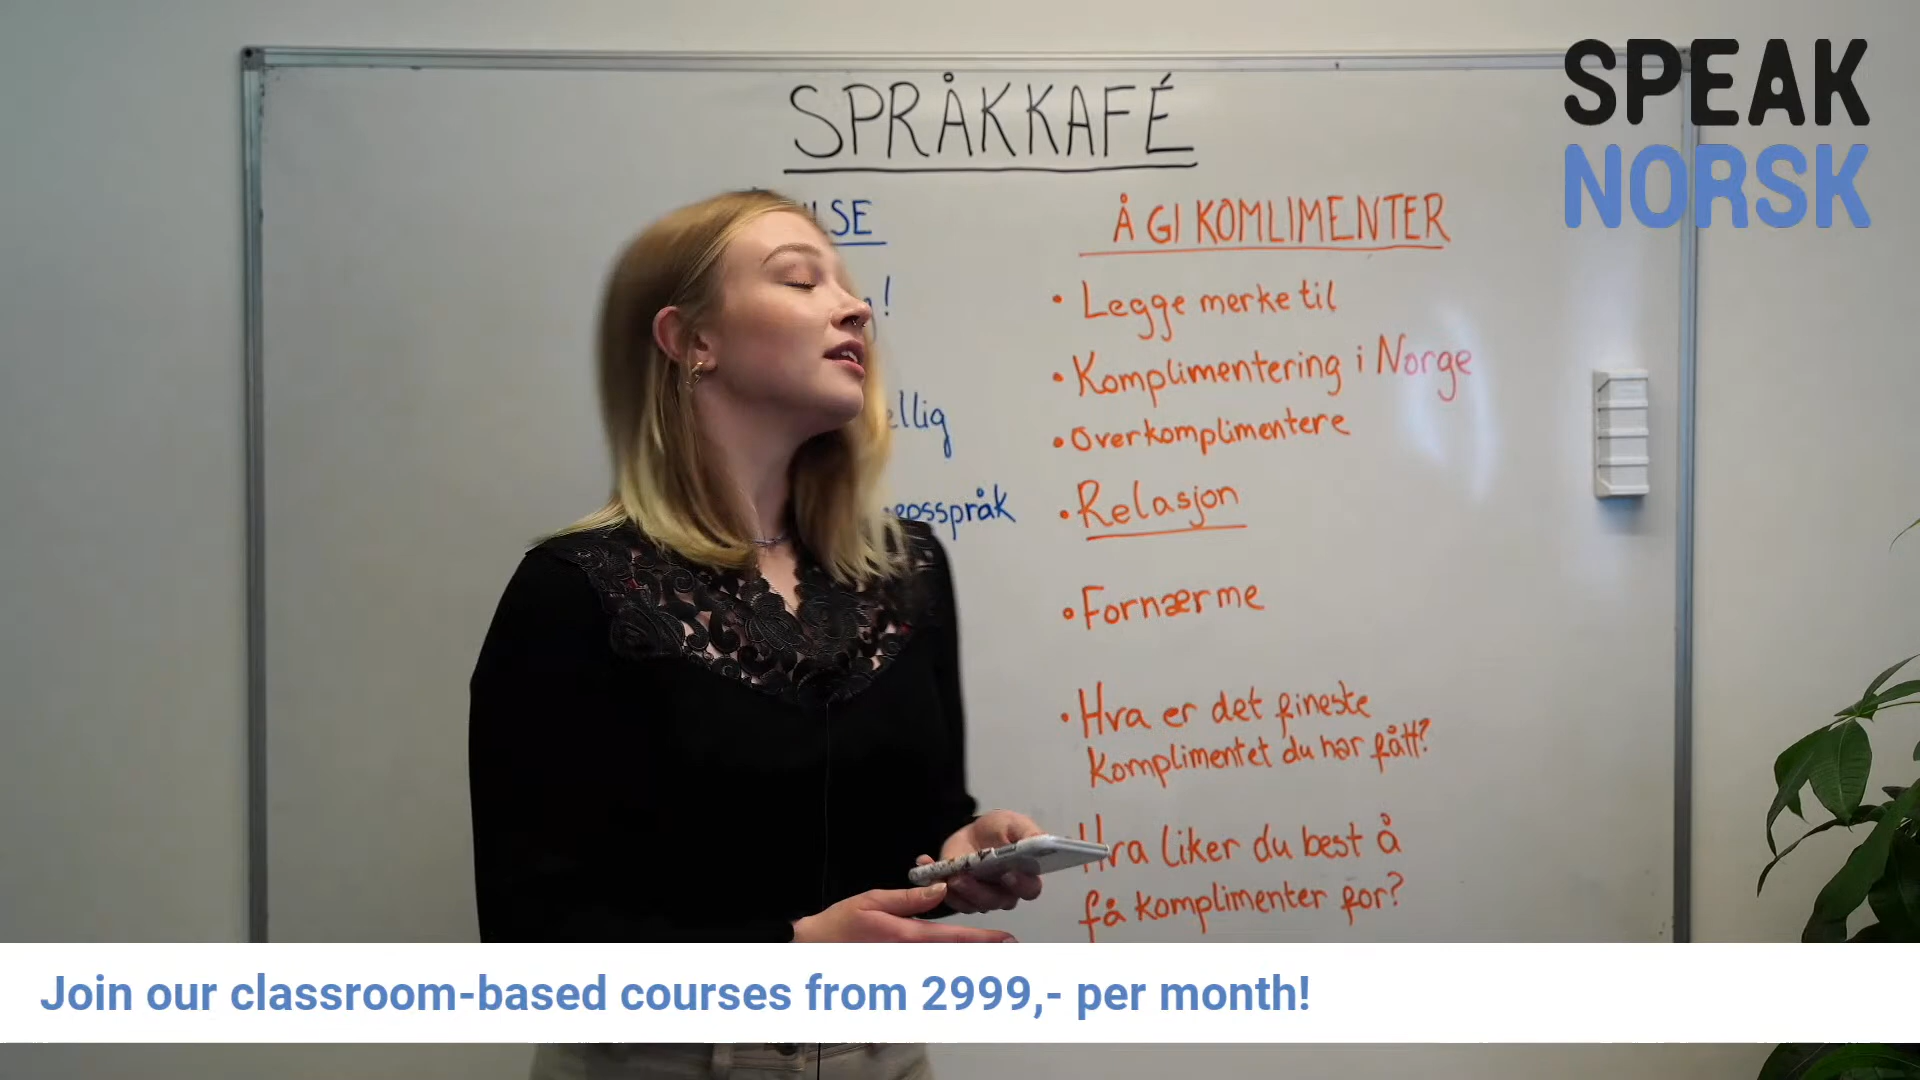 SPRÅKKAFÉ
SPEAK
NORSK
Å GI KOMLIMENTER
• Legge merke til
• Komplimentering i Norge
• Overkomplimentere
• Relasjon
• Fornærme
• Hva er det fineste
komplimentet du har fått?
Hva liker du best å
få komplimenter for?
Join our classroom-based courses from 2999,- per month!